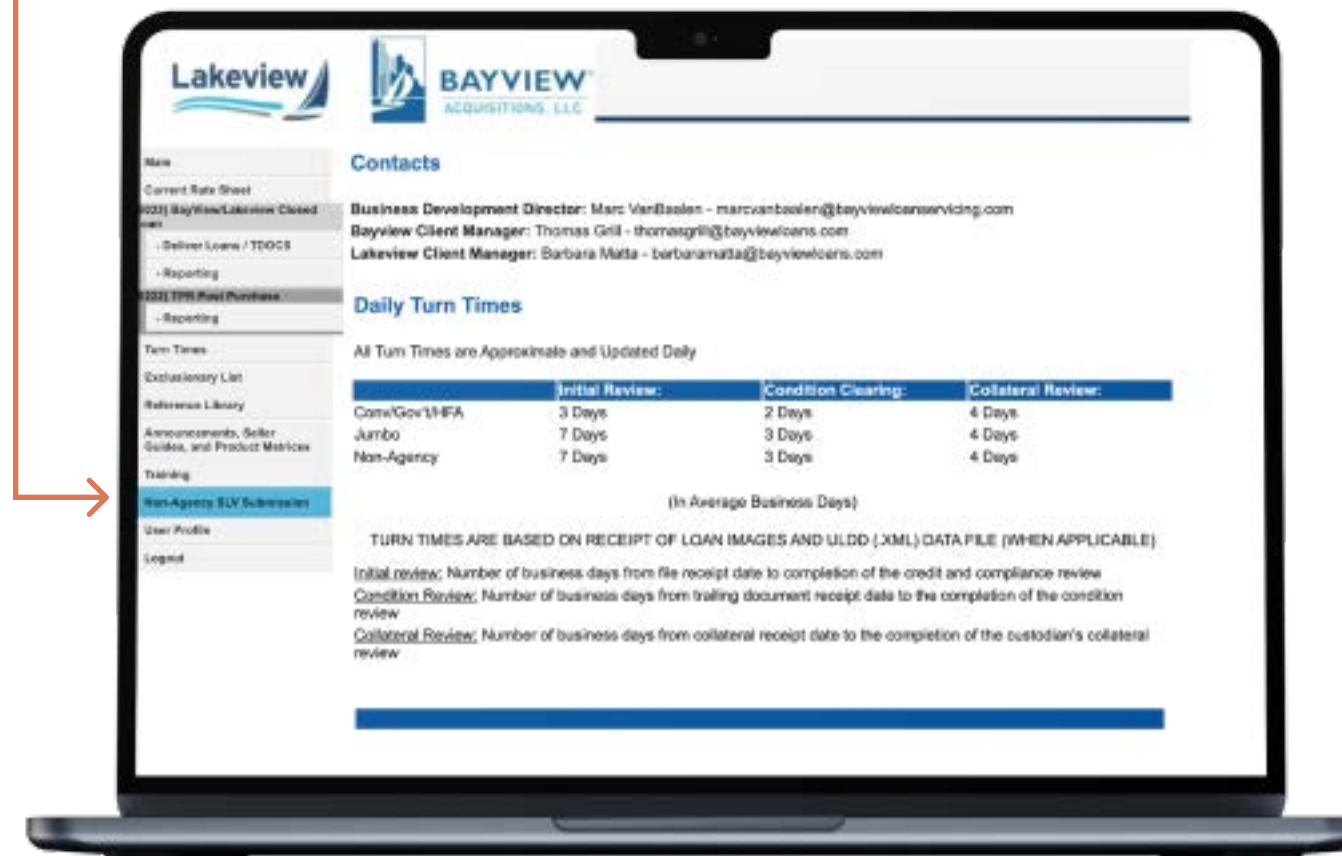 Lakeview
BAYVIEW
ACQUISITIONS, LLC
Main
Current Rate Sheet
Bayview/Lakeview Closed
- Deliver Loans / TDOCS
- Reporting
TPR Pool Purchase
- Reporting
Turn Times
Exclusionary List
Reference Library
Announcements, Seller
Guides, and Product Matrices
Training
Non-Agency SLV Submission
User Profile
Logout
Contacts
Business Development Director: Marc VanBaalen - marcvanbaalen@bayviewloanservicing.com
Bayview Client Manager: Thomas Grill - thomasgrill@bayviewloans.com
Lakeview Client Manager: Barbara Matta - barbaramatta@bayviewloans.com
Daily Turn Times
All Turn Times are Approximate and Updated Daily
Initial Review: Condition Clearing: Collateral Review:
Conv/Gov't/HFA 3 Days 2 Days 4 Days
Jumbo 7 Days 3 Days 4 Days
Non-Agency 7 Days 3 Days 4 Days
(In Average Business Days)
TURN TIMES ARE BASED ON RECEIPT OF LOAN IMAGES AND ULDD (.XML) DATA FILE (WHEN APPLICABLE)
Initial review: Number of business days from file receipt date to completion of the credit and compliance review
Condition Review: Number of business days from trailing document receipt date to the completion of the condition
review
Collateral Review: Number of business days from collateral receipt date to the completion of the custodian's collateral
review